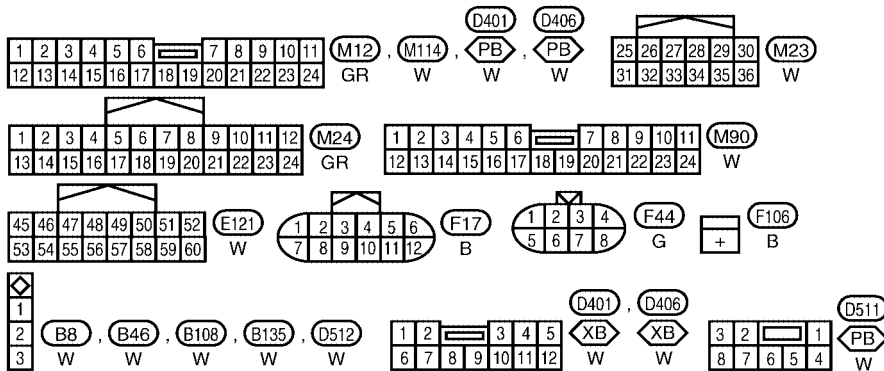 D401 D406
1 2 3 4 5 6 7 8 9 10 11 M12 , M114 , PB , PB 25 26 27 28 29 30 M23
12 13 14 15 16 17 18 19 20 21 22 23 24 GR W W W 31 32 33 34 35 36 W
1 2 3 4 5 6 7 8 9 10 11 12 M24 1 2 3 4 5 6 7 8 9 10 11 M90
13 14 15 16 17 18 19 20 21 22 23 24 GR 12 13 14 15 16 17 18 19 20 21 22 23 24 W
45 46 47 48 49 50 51 52 E121 1 2 3 4 5 6 F17 1 2 3 4 F44 F106
53 54 55 56 57 58 59 60 W 7 8 9 10 11 12 B 5 6 7 8 G + B
D401 , D406 D511
1
2 B8 , B46 , B108 , B135 , D512 1 2 3 4 5 XB XB 3 2 1 PB
3 W W W W W 6 7 8 9 10 11 12 W W 8 7 6 5 4 W